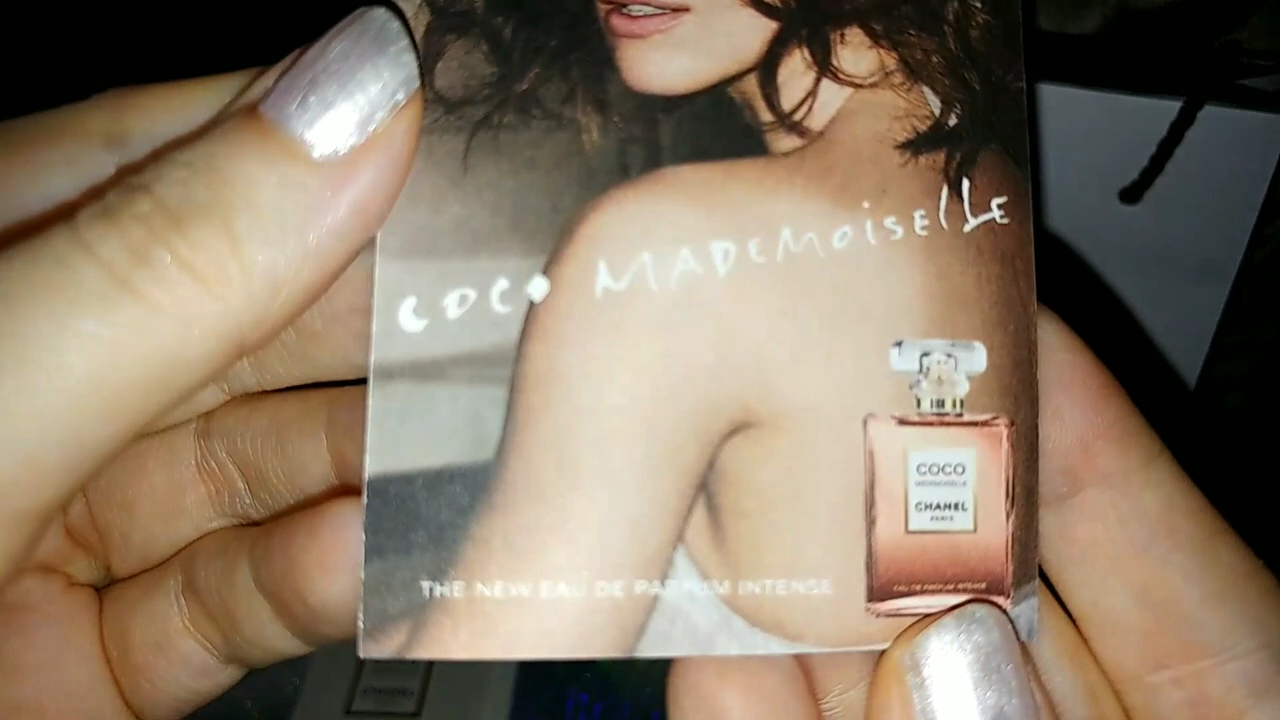 COCO MADEMOISELLE
COCO
MADEMOISELLE
CHANEL
PARIS
EAU DE PARFUM INTENSE
THE NEW EAU DE PARFUM INTENSE